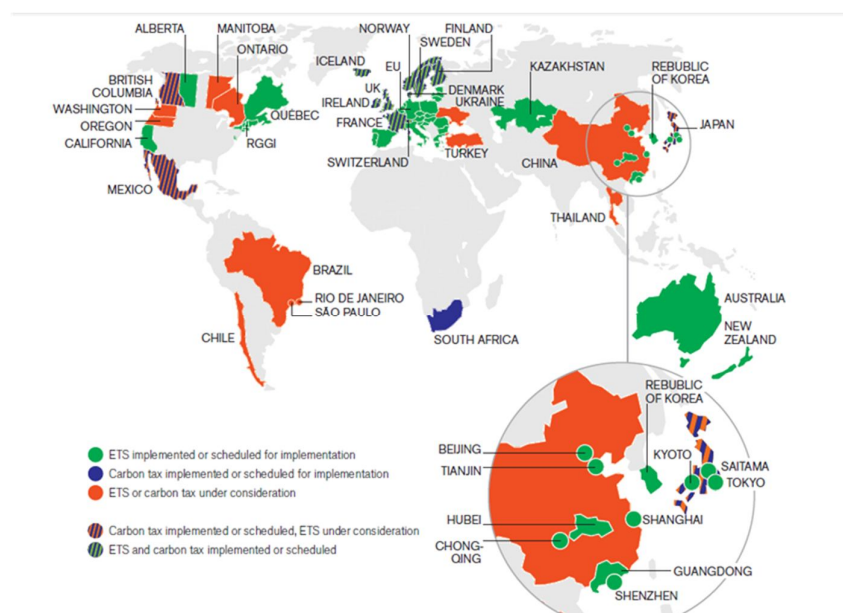 ALBERTA
MANITOBA
ONTARIO
NORWAY
FINLAND
SWEDEN
ICELAND
EU
UK
KAZAKHSTAN
REPUBLIC
OF KOREA
BRITISH
COLUMBIA
DENMARK
UKRAINE
IRELAND
WASHINGTON
QUÉBEC
OREGON
FRANCE
JAPAN
CALIFORNIA
RGGI
SWITZERLAND
TURKEY
CHINA
MEXICO
THAILAND
BRAZIL
RIO DE JANEIRO
SÃO PAULO
CHILE
SOUTH AFRICA
AUSTRALIA
NEW
ZEALAND
REPUBLIC
OF KOREA
BEIJING
TIANJIN
KYOTO
SAITAMA
TOKYO
HUBEI
SHANGHAI
CHONG-
QING
GUANGDONG
SHENZHEN
ETS implemented or scheduled for implementation
Carbon tax implemented or scheduled for implementation
ETS or carbon tax under consideration
Carbon tax implemented or scheduled, ETS under consideration
ETS and carbon tax implemented or scheduled